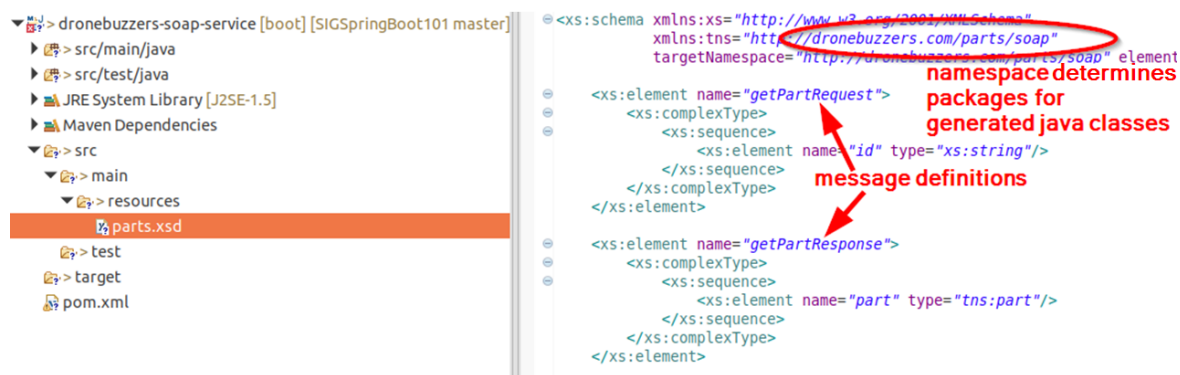 > dronebuzzers-soap-service [boot] [SIGSpringBoot101 master]
> src/main/java
> src/test/java
JRE System Library [J2SE-1.5]
Maven Dependencies
> src
> main
> resources
parts.xsd
> test
> target
pom.xml
<xs:schema xmlns:xs="http://www.w3.org/2001/XMLSchema"
xmlns:tns="http://dronebuzzers.com/parts/soap"
targetNamespace="http://dronebuzzers.com/parts/soap" element
namespace determines
packages for
generated java classes
<xs:element name="getPartRequest">
<xs:complexType>
<xs:sequence>
<xs:element name="id" type="xs:string"/>
</xs:sequence>
</xs:complexType>
</xs:element>
message definitions
<xs:element name="getPartResponse">
<xs:complexType>
<xs:sequence>
<xs:element name="part" type="tns:part"/>
</xs:sequence>
</xs:complexType>
</xs:element>